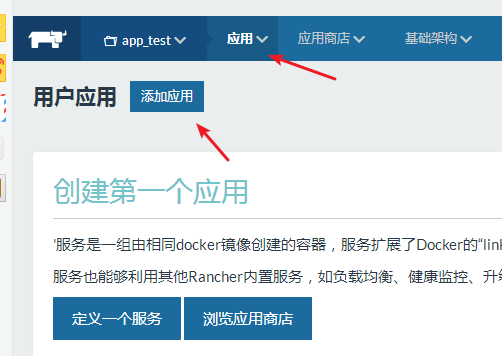 app_test 应用 应用商店 基础架构
用户应用 添加应用
创建第一个应用
'服务是一组由相同docker镜像创建的容器，服务扩展了Docker的“link
服务也能够利用其他Rancher内置服务，如负载均衡、健康监控、升级
定义一个服务 浏览应用商店